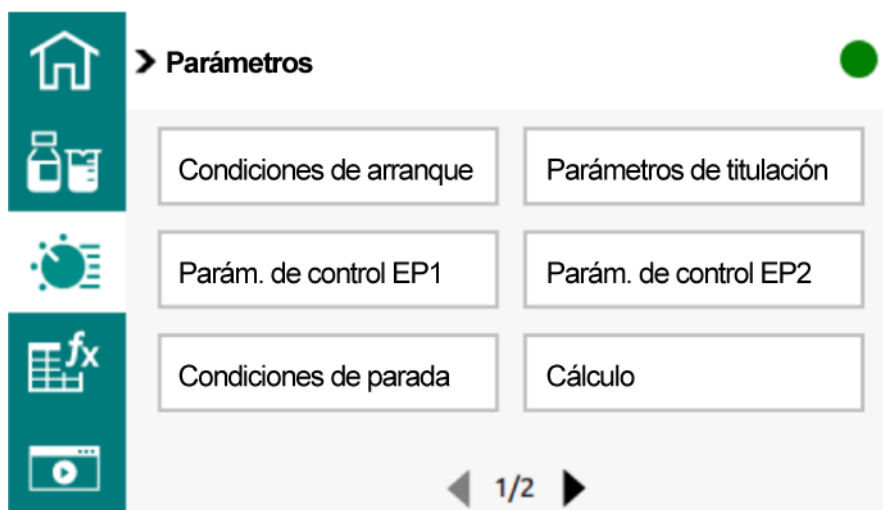 Parámetros
Condiciones de arranque
Parámetros de titulación
Parám. de control EP1
Parám. de control EP2
fx
Condiciones de parada
Cálculo
1/2